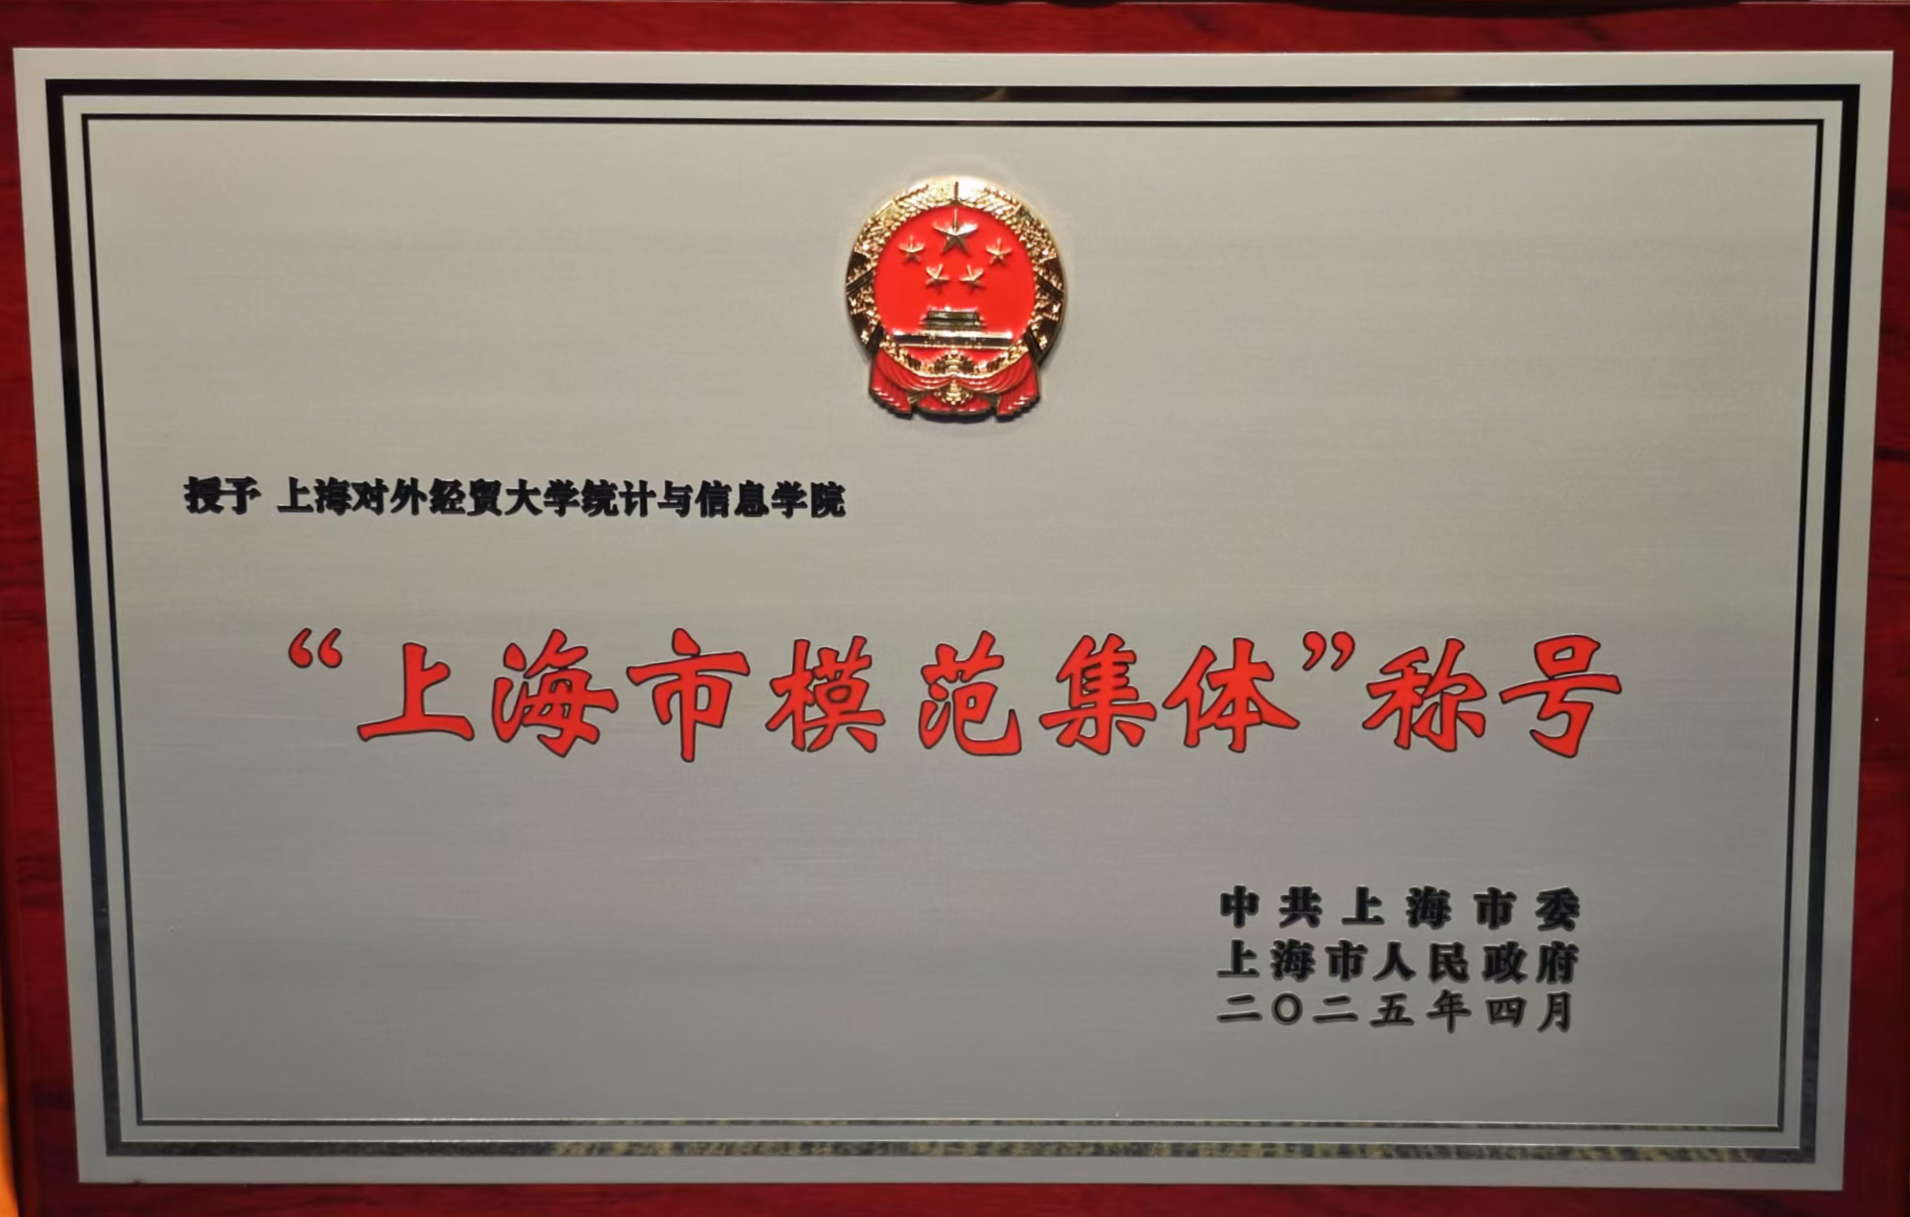 授予 上海对外经贸大学统计与信息学院
“上海市模范集体”称号
中共上海市委
上海市人民政府
二〇二五年四月